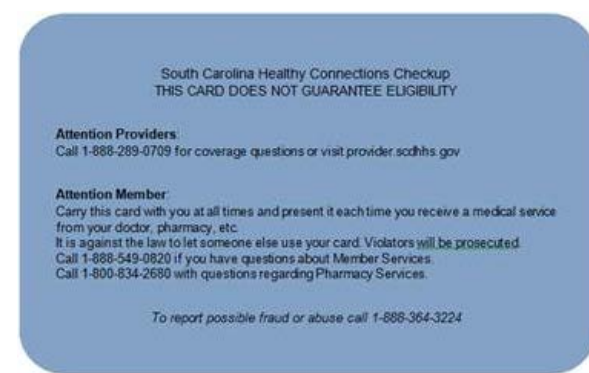 South Carolina Healthy Connections Checkup
THIS CARD DOES NOT GUARANTEE ELIGIBILITY
Attention Providers:
Call 1-888-289-0709 for coverage questions or visit provider.scdhhs.gov
Attention Member:
Carry this card with you at all times and present it each time you receive a medical service
from your doctor, pharmacy, etc.
It is against the law to let someone else use your card. Violators will be prosecuted.
Call 1-888-549-0820 if you have questions about Member Services.
Call 1-800-834-2680 with questions regarding Pharmacy Services.
To report possible fraud or abuse call 1-888-364-3224